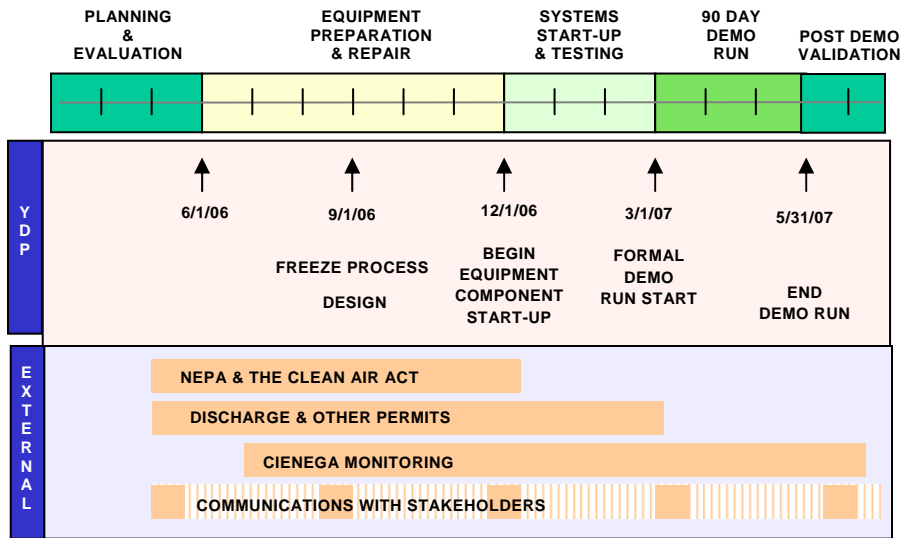 PLANNING
&
EVALUATION
EQUIPMENT
PREPARATION
& REPAIR
SYSTEMS
START-UP
& TESTING
90 DAY
DEMO
RUN
POST DEMO
VALIDATION
YDP
6/1/06
9/1/06
12/1/06
3/1/07
5/31/07
FREEZE PROCESS
DESIGN
BEGIN
EQUIPMENT
COMPONENT
START-UP
FORMAL
DEMO
RUN START
END
DEMO RUN
EXTERNAL
NEPA & THE CLEAN AIR ACT
DISCHARGE & OTHER PERMITS
CIENEGA MONITORING
COMMUNICATIONS WITH STAKEHOLDERS